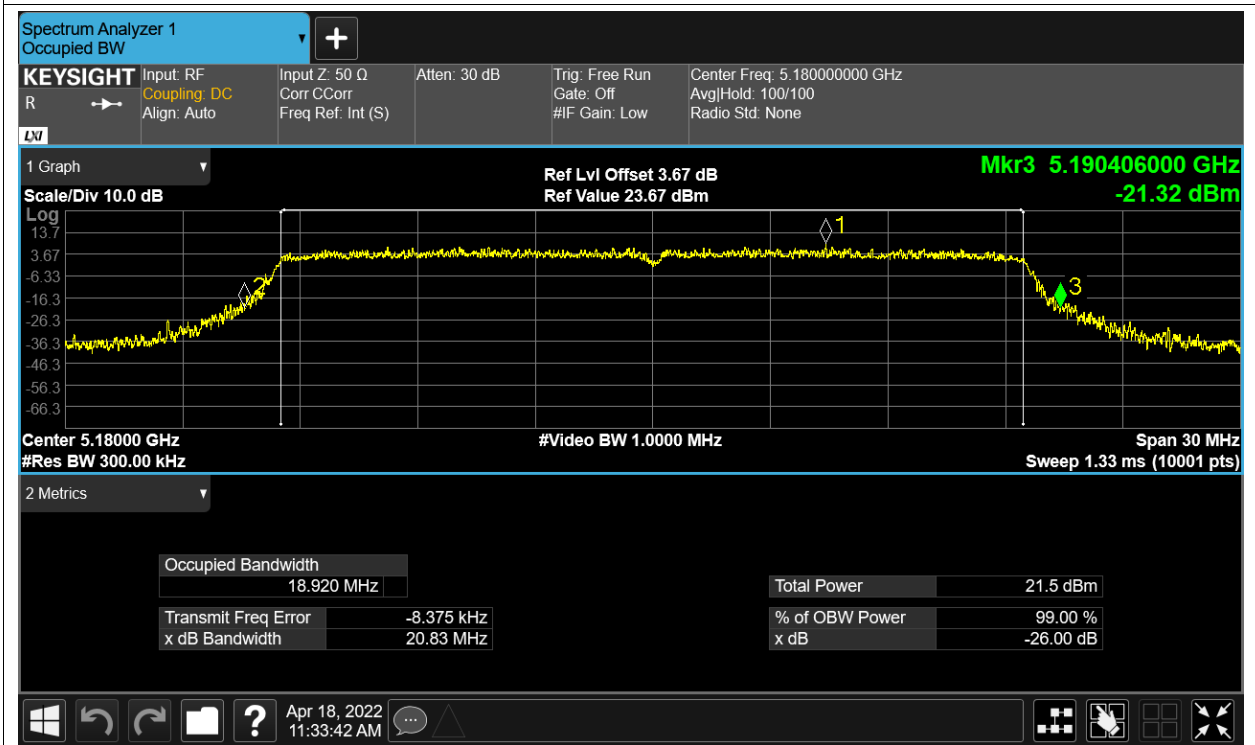 Spectrum Analyzer 1
Occupied BW
KEYSIGHT
R
LXI
Input: RF
Coupling: DC
Align: Auto
Input Z: 50 Ω
Corr CCorr
Freq Ref: Int (S)
Atten: 30 dB
Trig: Free Run
Gate: Off
#IF Gain: Low
Center Freq: 5.180000000 GHz
Avg|Hold: 100/100
Radio Std: None
1 Graph
Scale/Div 10.0 dB
Ref Lvl Offset 3.67 dB
Ref Value 23.67 dBm
Mkr3 5.190406000 GHz
-21.32 dBm
Log
13.7
3.67
-6.33
-16.3
-26.3
-36.3
-46.3
-56.3
-66.3
1
2
3
Center 5.18000 GHz
#Res BW 300.00 kHz
#Video BW 1.0000 MHz
Span 30 MHz
Sweep 1.33 ms (10001 pts)
2 Metrics
Occupied Bandwidth
18.920 MHz
Transmit Freq Error -8.375 kHz
x dB Bandwidth 20.83 MHz
Total Power 21.5 dBm
% of OBW Power 99.00 %
x dB -26.00 dB
?
Apr 18, 2022
11:33:42 AM